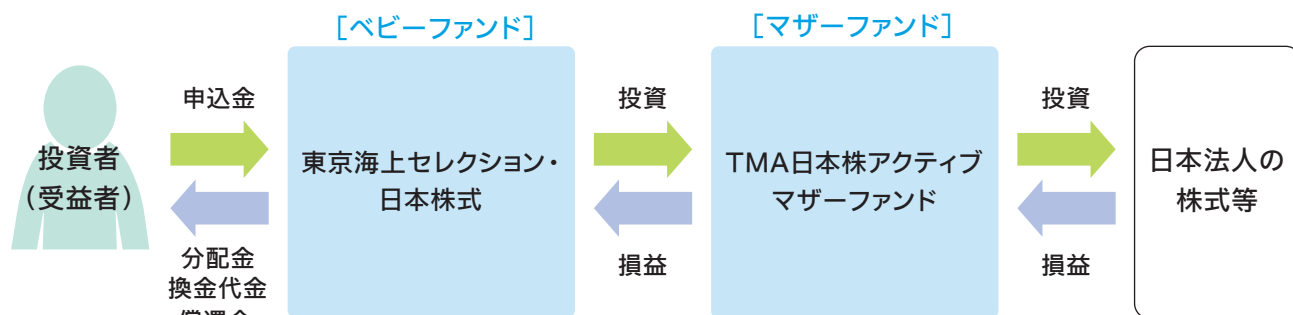 [ベビーファンド]
[マザーファンド]
申込金
投資者
(受益者)
分配金
換金代金
東京海上セレクション・
日本株式
投資
損益
TMA日本株アクティブ
マザーファンド
投資
損益
日本法人の
株式等